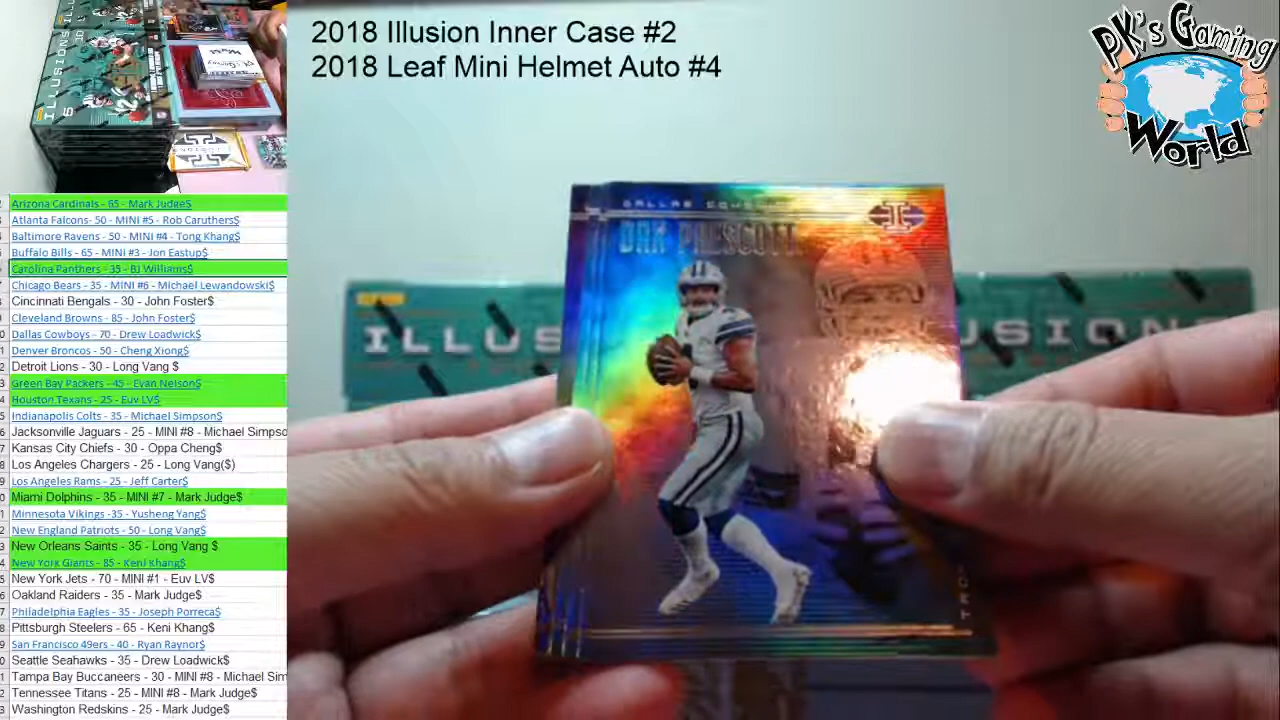 2018 Illusion Inner Case #2
2018 Leaf Mini Helmet Auto #4
PK's Gaming
World
ILLUSIONS
6
10
12
Arizona Cardinals - 65 - Mark Judge$
Atlanta Falcons- 50 - MINI #5 - Rob Caruthers$
Baltimore Ravens - 50 - MINI #4 - Tong Khang$
Buffalo Bills - 65 - MINI #3 - Jon Eastup$
Carolina Panthers - 35 - BJ Williams$
Chicago Bears - 35 - MINI #6 - Michael Lewandowski$
Cincinnati Bengals - 30 - John Foster$
Cleveland Browns - 85 - John Foster$
Dallas Cowboys - 70 - Drew Loadwick$
Denver Broncos - 50 - Cheng Xiong$
Detroit Lions - 30 - Long Vang $
Green Bay Packers - 45 - Evan Nelson$
Houston Texans - 25 - Euv LV$
Indianapolis Colts - 35 - Michael Simpson$
Jacksonville Jaguars - 25 - MINI #8 - Michael Simpso
Kansas City Chiefs - 30 - Oppa Cheng$
Los Angeles Chargers - 25 - Long Vang($)
Los Angeles Rams - 25 - Jeff Carter$
Miami Dolphins - 35 - MINI #7 - Mark Judge$
Minnesota Vikings -35 - Yusheng Yang$
New England Patriots - 50 - Long Vang$
New Orleans Saints - 35 - Long Vang $
New York Giants - 85 - Keni Khang$
New York Jets - 70 - MINI #1 - Euv LV$
Oakland Raiders - 35 - Mark Judge$
Philadelphia Eagles - 35 - Joseph Porreca$
Pittsburgh Steelers - 65 - Keni Khang$
San Francisco 49ers - 40 - Ryan Raynor$
Seattle Seahawks - 35 - Drew Loadwick$
Tampa Bay Buccaneers - 30 - MINI #8 - Michael Sim
Tennessee Titans - 25 - MINI #8 - Mark Judge$
Washington Redskins - 25 - Mark Judge$
DALLAS COWBOYS
DAK PRESCOTT
ILLUS
USIONS